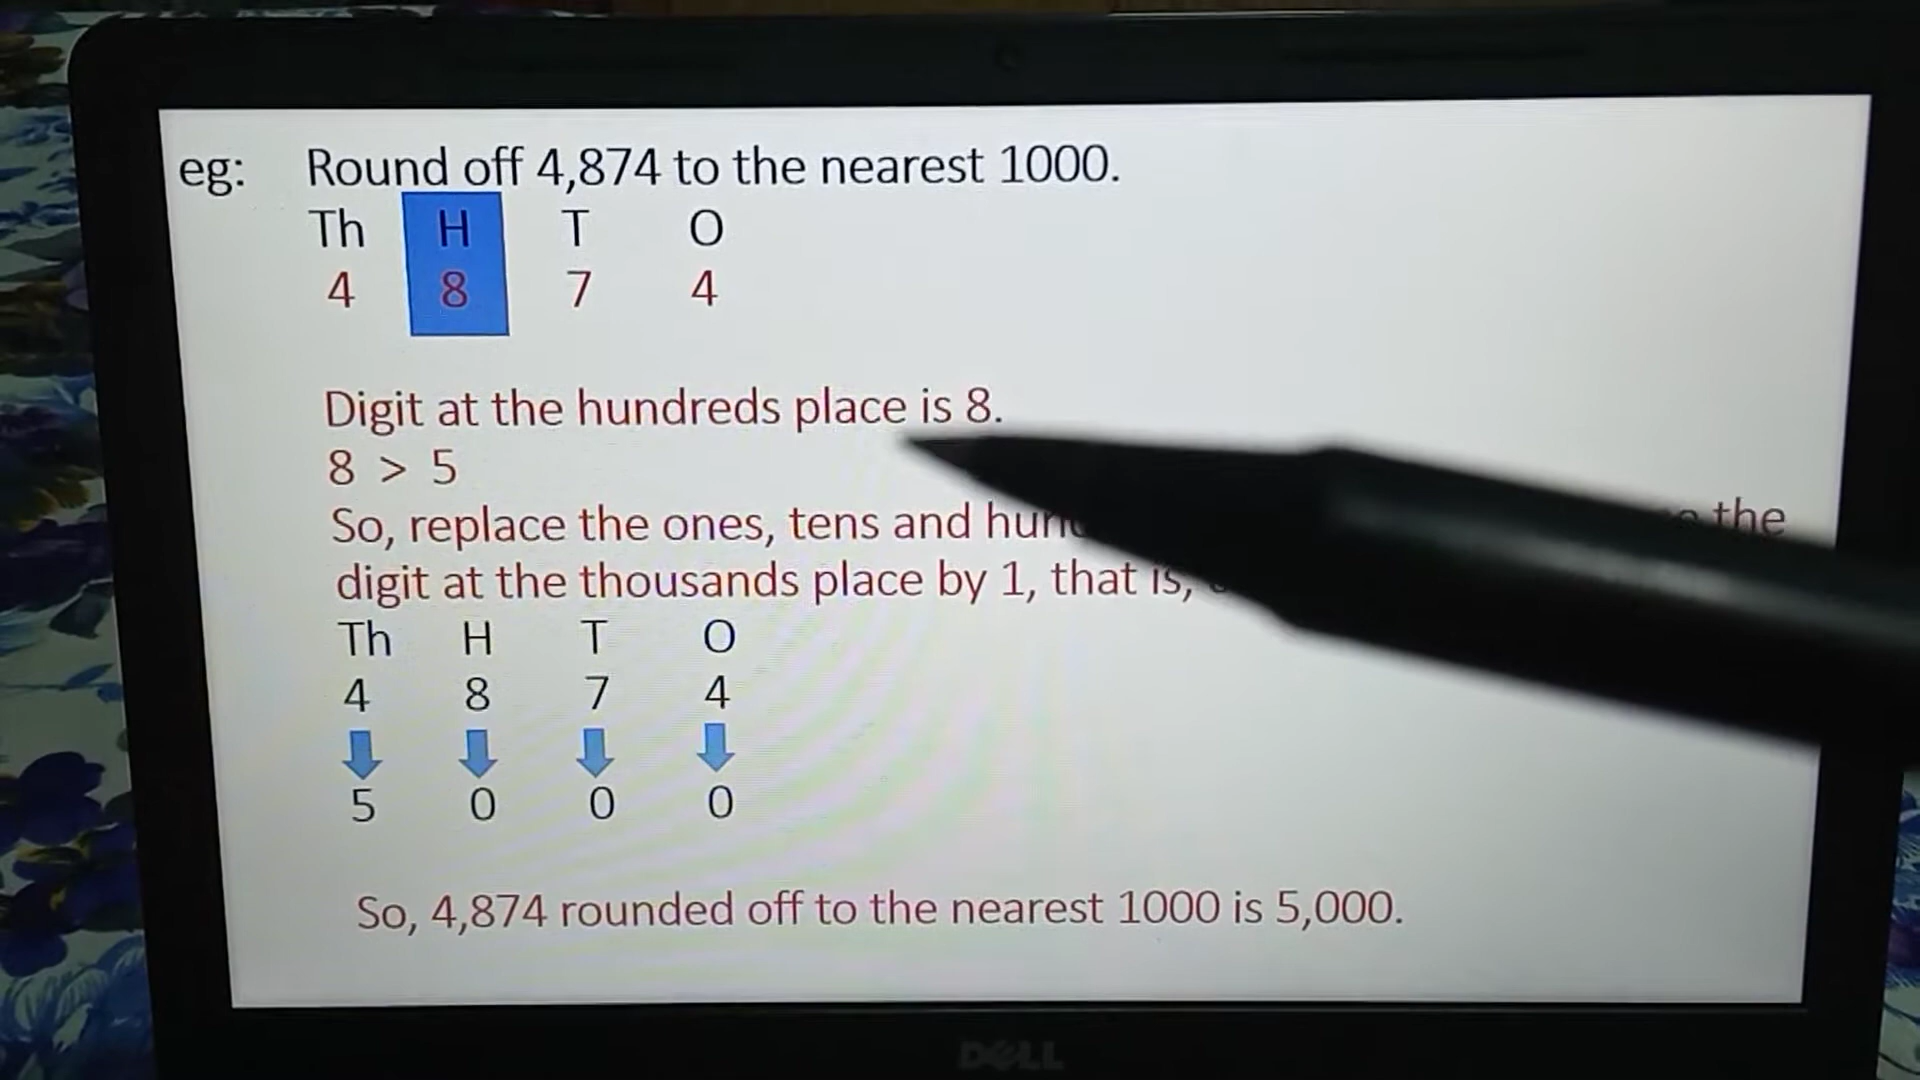 eg: Round off 4,874 to the nearest 1000.
Th H T O
4 8 7 4
Digit at the hundreds place is 8.
8 > 5
So, replace the ones, tens and the
digit at the thousands place by 1, that is,
Th H T O
4 8 7 4
5 0 0 0
So, 4,874 rounded off to the nearest 1000 is 5,000.
DELL